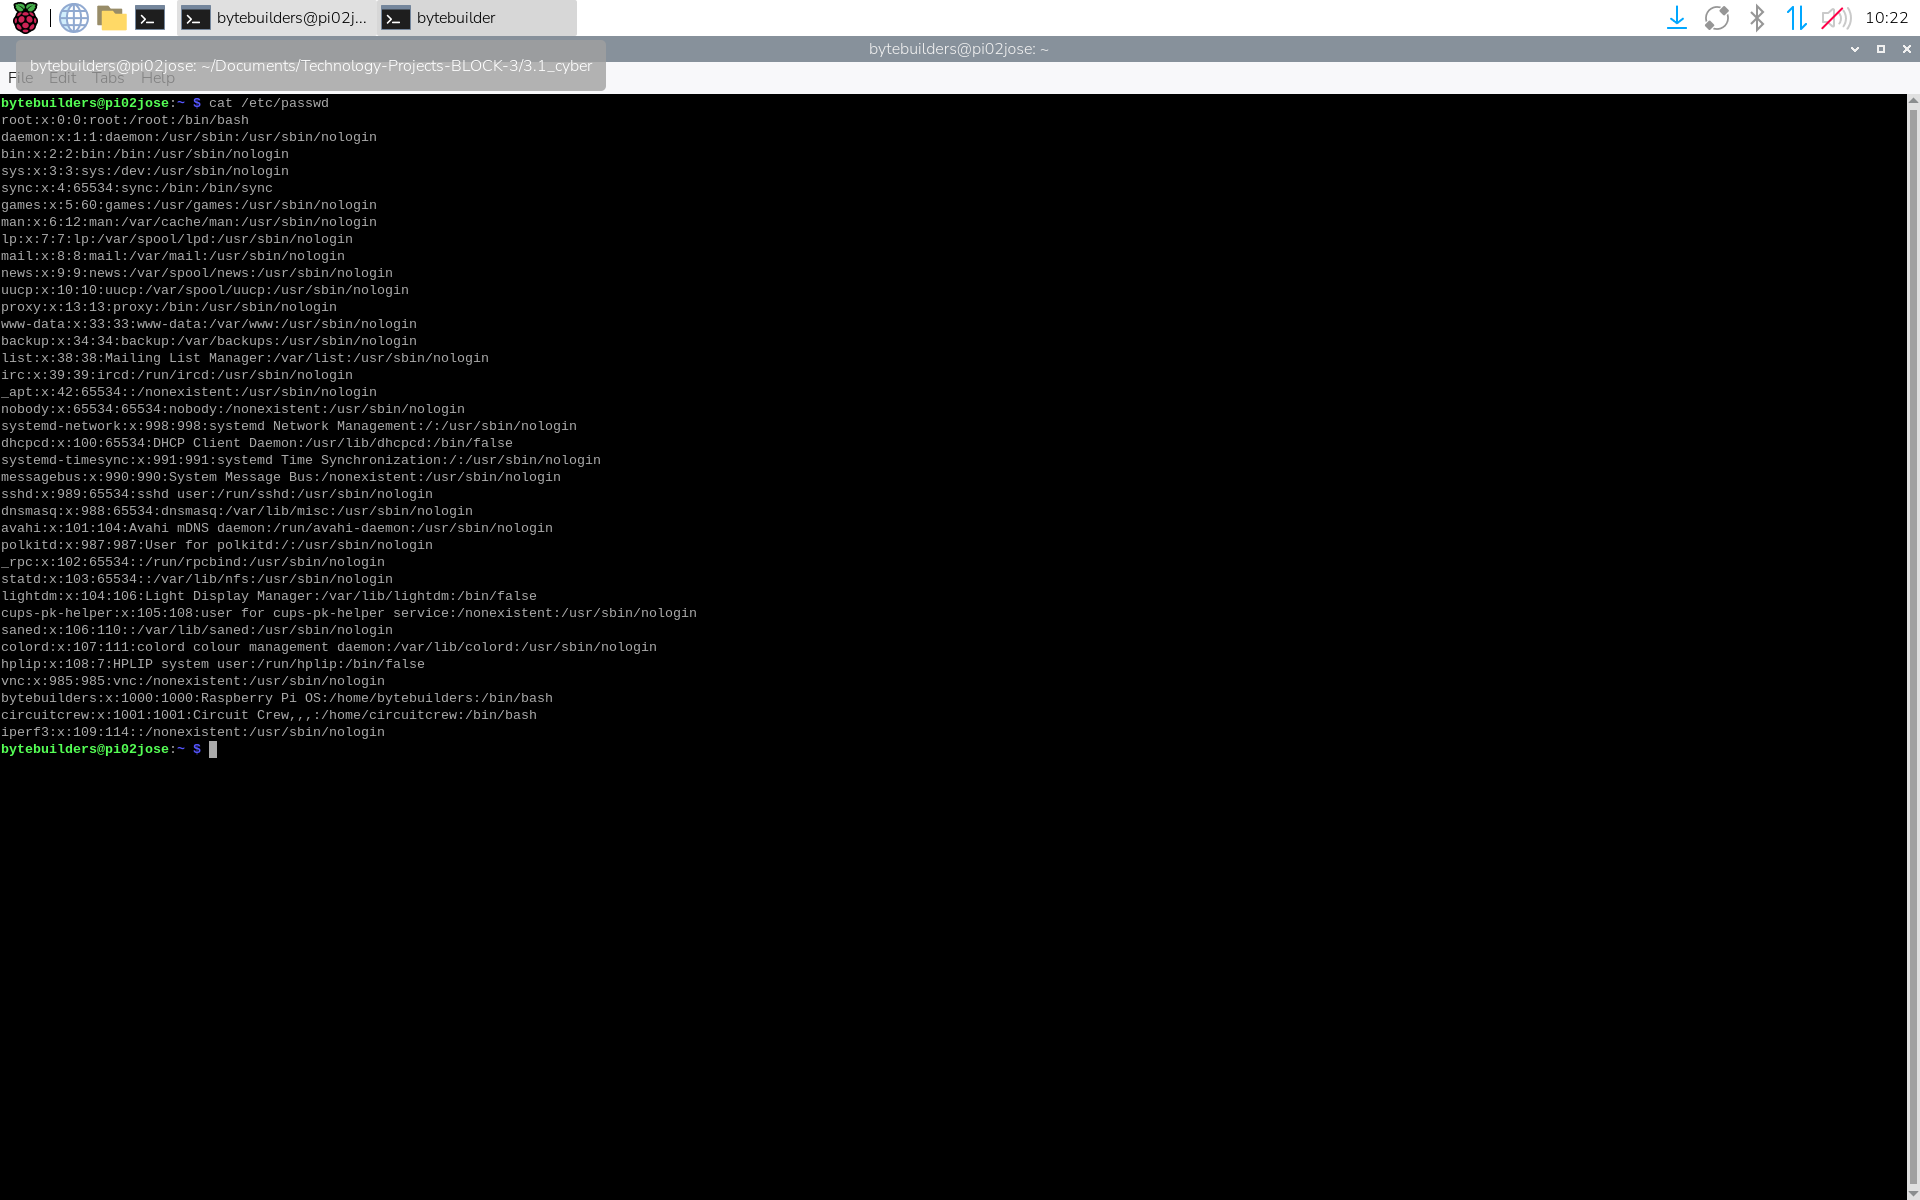 bytebuilders@pi02j...
bytebuilder
10:22
bytebuilders@pi02jose: ~
bytebuilders@pi02jose: ~/Documents/Technology-Projects-BLOCK-3/3.1_cyber
File Edit Tabs Help
bytebuilders@pi02jose:~ $ cat /etc/passwd
root:x:0:0:root:/root:/bin/bash
daemon:x:1:1:daemon:/usr/sbin:/usr/sbin/nologin
bin:x:2:2:bin:/bin:/usr/sbin/nologin
sys:x:3:3:sys:/dev:/usr/sbin/nologin
sync:x:4:65534:sync:/bin:/bin/sync
games:x:5:60:games:/usr/games:/usr/sbin/nologin
man:x:6:12:man:/var/cache/man:/usr/sbin/nologin
lp:x:7:7:lp:/var/spool/lpd:/usr/sbin/nologin
mail:x:8:8:mail:/var/mail:/usr/sbin/nologin
news:x:9:9:news:/var/spool/news:/usr/sbin/nologin
uucp:x:10:10:uucp:/var/spool/uucp:/usr/sbin/nologin
proxy:x:13:13:proxy:/bin:/usr/sbin/nologin
www-data:x:33:33:www-data:/var/www:/usr/sbin/nologin
backup:x:34:34:backup:/var/backups:/usr/sbin/nologin
list:x:38:38:Mailing List Manager:/var/list:/usr/sbin/nologin
irc:x:39:39:ircd:/run/ircd:/usr/sbin/nologin
_apt:x:42:65534::/nonexistent:/usr/sbin/nologin
nobody:x:65534:65534:nobody:/nonexistent:/usr/sbin/nologin
systemd-network:x:998:998:systemd Network Management:/:/usr/sbin/nologin
dhcpcd:x:100:65534:DHCP Client Daemon:/usr/lib/dhcpcd:/bin/false
systemd-timesync:x:991:991:systemd Time Synchronization:/:/usr/sbin/nologin
messagebus:x:990:990:System Message Bus:/nonexistent:/usr/sbin/nologin
sshd:x:989:65534:sshd user:/run/sshd:/usr/sbin/nologin
dnsmasq:x:988:65534:dnsmasq:/var/lib/misc:/usr/sbin/nologin
avahi:x:101:104:Avahi mDNS daemon:/run/avahi-daemon:/usr/sbin/nologin
polkitd:x:987:987:User for polkitd:/:/usr/sbin/nologin
_rpc:x:102:65534::/run/rpcbind:/usr/sbin/nologin
statd:x:103:65534::/var/lib/nfs:/usr/sbin/nologin
lightdm:x:104:106:Light Display Manager:/var/lib/lightdm:/bin/false
cups-pk-helper:x:105:108:user for cups-pk-helper service:/nonexistent:/usr/sbin/nologin
saned:x:106:110::/var/lib/saned:/usr/sbin/nologin
colord:x:107:111:colord colour management daemon:/var/lib/colord:/usr/sbin/nologin
hplip:x:108:7:HPLIP system user:/run/hplip:/bin/false
vnc:x:985:985:vnc:/nonexistent:/usr/sbin/nologin
bytebuilders:x:1000:1000:Raspberry Pi OS:/home/bytebuilders:/bin/bash
circuitcrew:x:1001:1001:Circuit Crew,,,:/home/circuitcrew:/bin/bash
iperf3:x:109:114::/nonexistent:/usr/sbin/nologin
bytebuilders@pi02jose:~ $